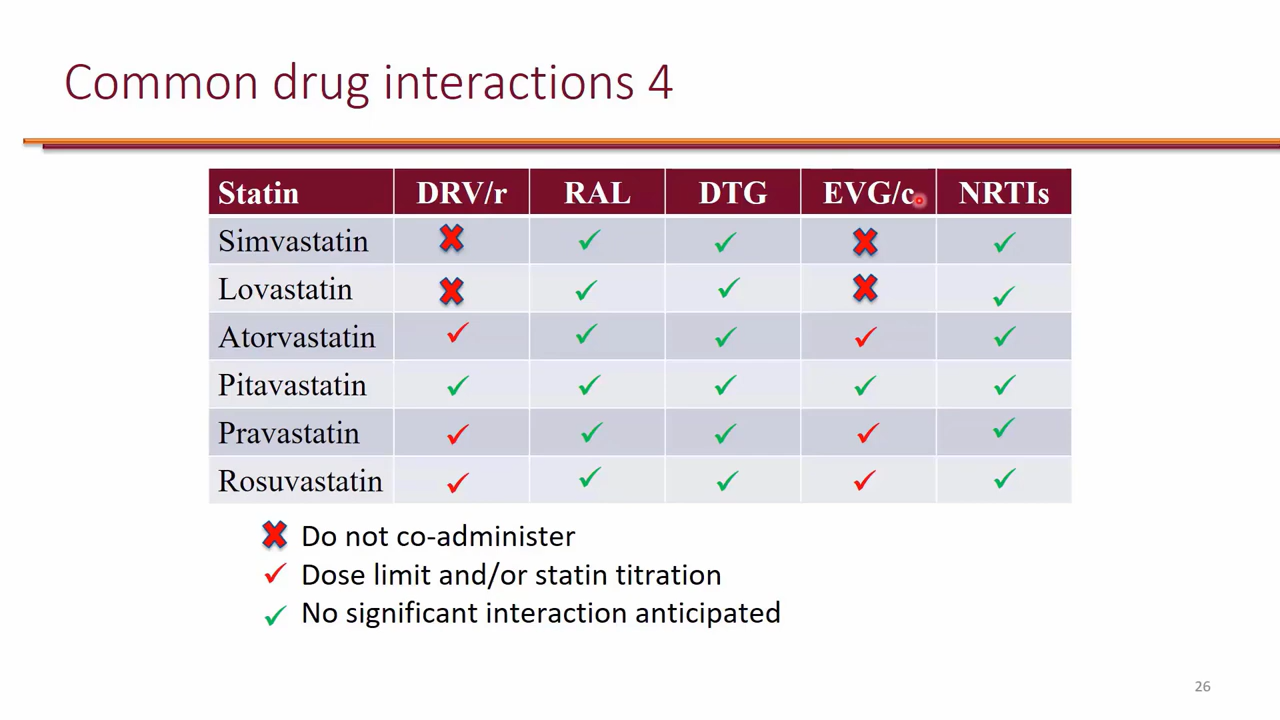 Common drug interactions 4
Statin DRV/r RAL DTG EVG/c NRTIs
Simvastatin ✖ ✓ ✓ ✖ ✓
Lovastatin ✖ ✓ ✓ ✖ ✓
Atorvastatin ✓ ✓ ✓ ✓ ✓
Pitavastatin ✓ ✓ ✓ ✓ ✓
Pravastatin ✓ ✓ ✓ ✓ ✓
Rosuvastatin ✓ ✓ ✓ ✓ ✓
✖ Do not co-administer
✓ Dose limit and/or statin titration
✓ No significant interaction anticipated
26